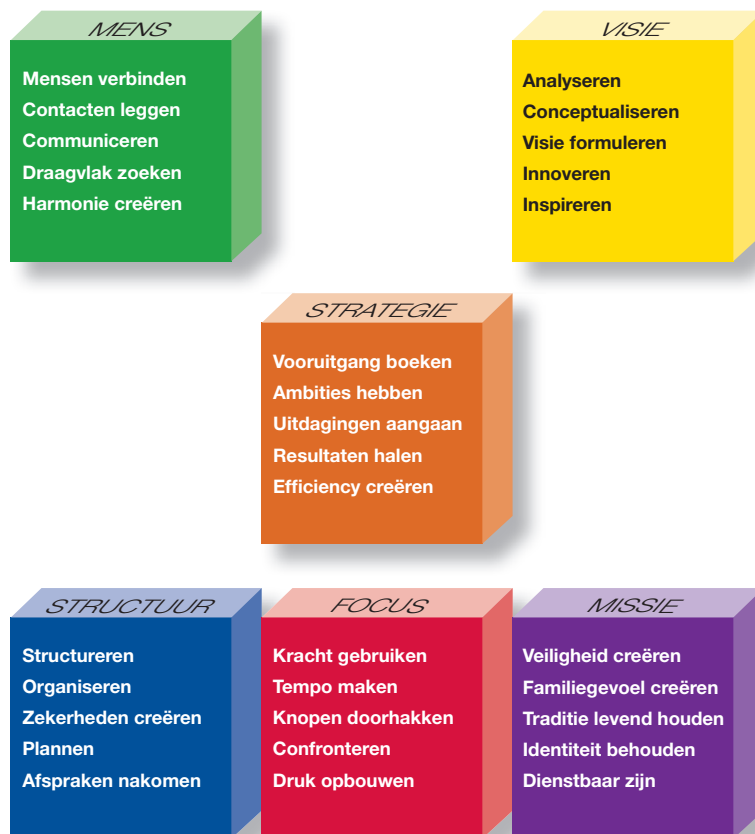 MENS
Mensen verbinden
Contacten leggen
Communiceren
Draagvlak zoeken
Harmonie creëren
VISIE
Analyseren
Conceptualiseren
Visie formuleren
Innoveren
Inspireren
STRATEGIE
Vooruitgang boeken
Ambities hebben
Uitdagingen aangaan
Resultaten halen
Efficiency creëren
STRUCTUUR
Structureren
Organiseren
Zekerheden creëren
Plannen
Afspraken nakomen
FOCUS
Kracht gebruiken
Tempo maken
Knopen doorhakken
Confronteren
Druk opbouwen
MISSIE
Veiligheid creëren
Familiegevoel creëren
Traditie levend houden
Identiteit behouden
Dienstbaar zijn